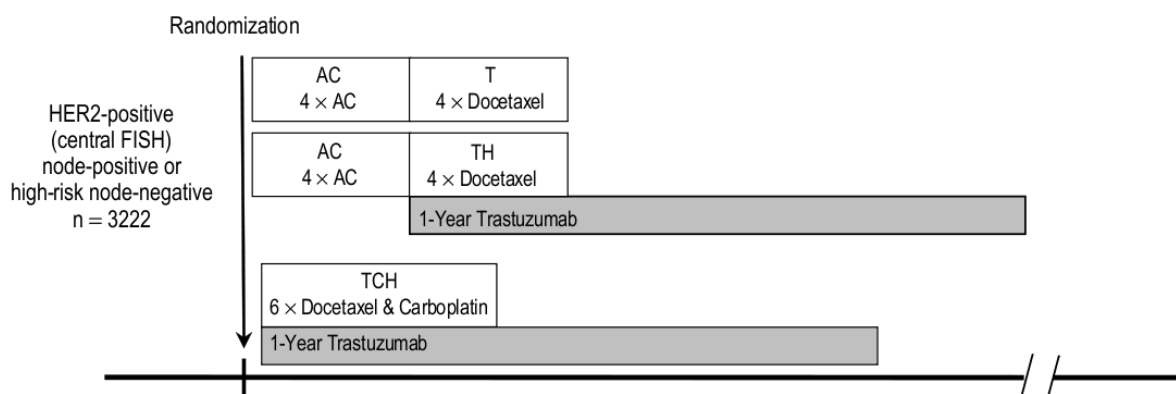 Randomization
HER2-positive
(central FISH)
node-positive or
high-risk node-negative
n = 3222
AC
4 × AC
T
4 × Docetaxel
AC
4 × AC
TH
4 × Docetaxel
1-Year Trastuzumab
TCH
6 × Docetaxel & Carboplatin
1-Year Trastuzumab